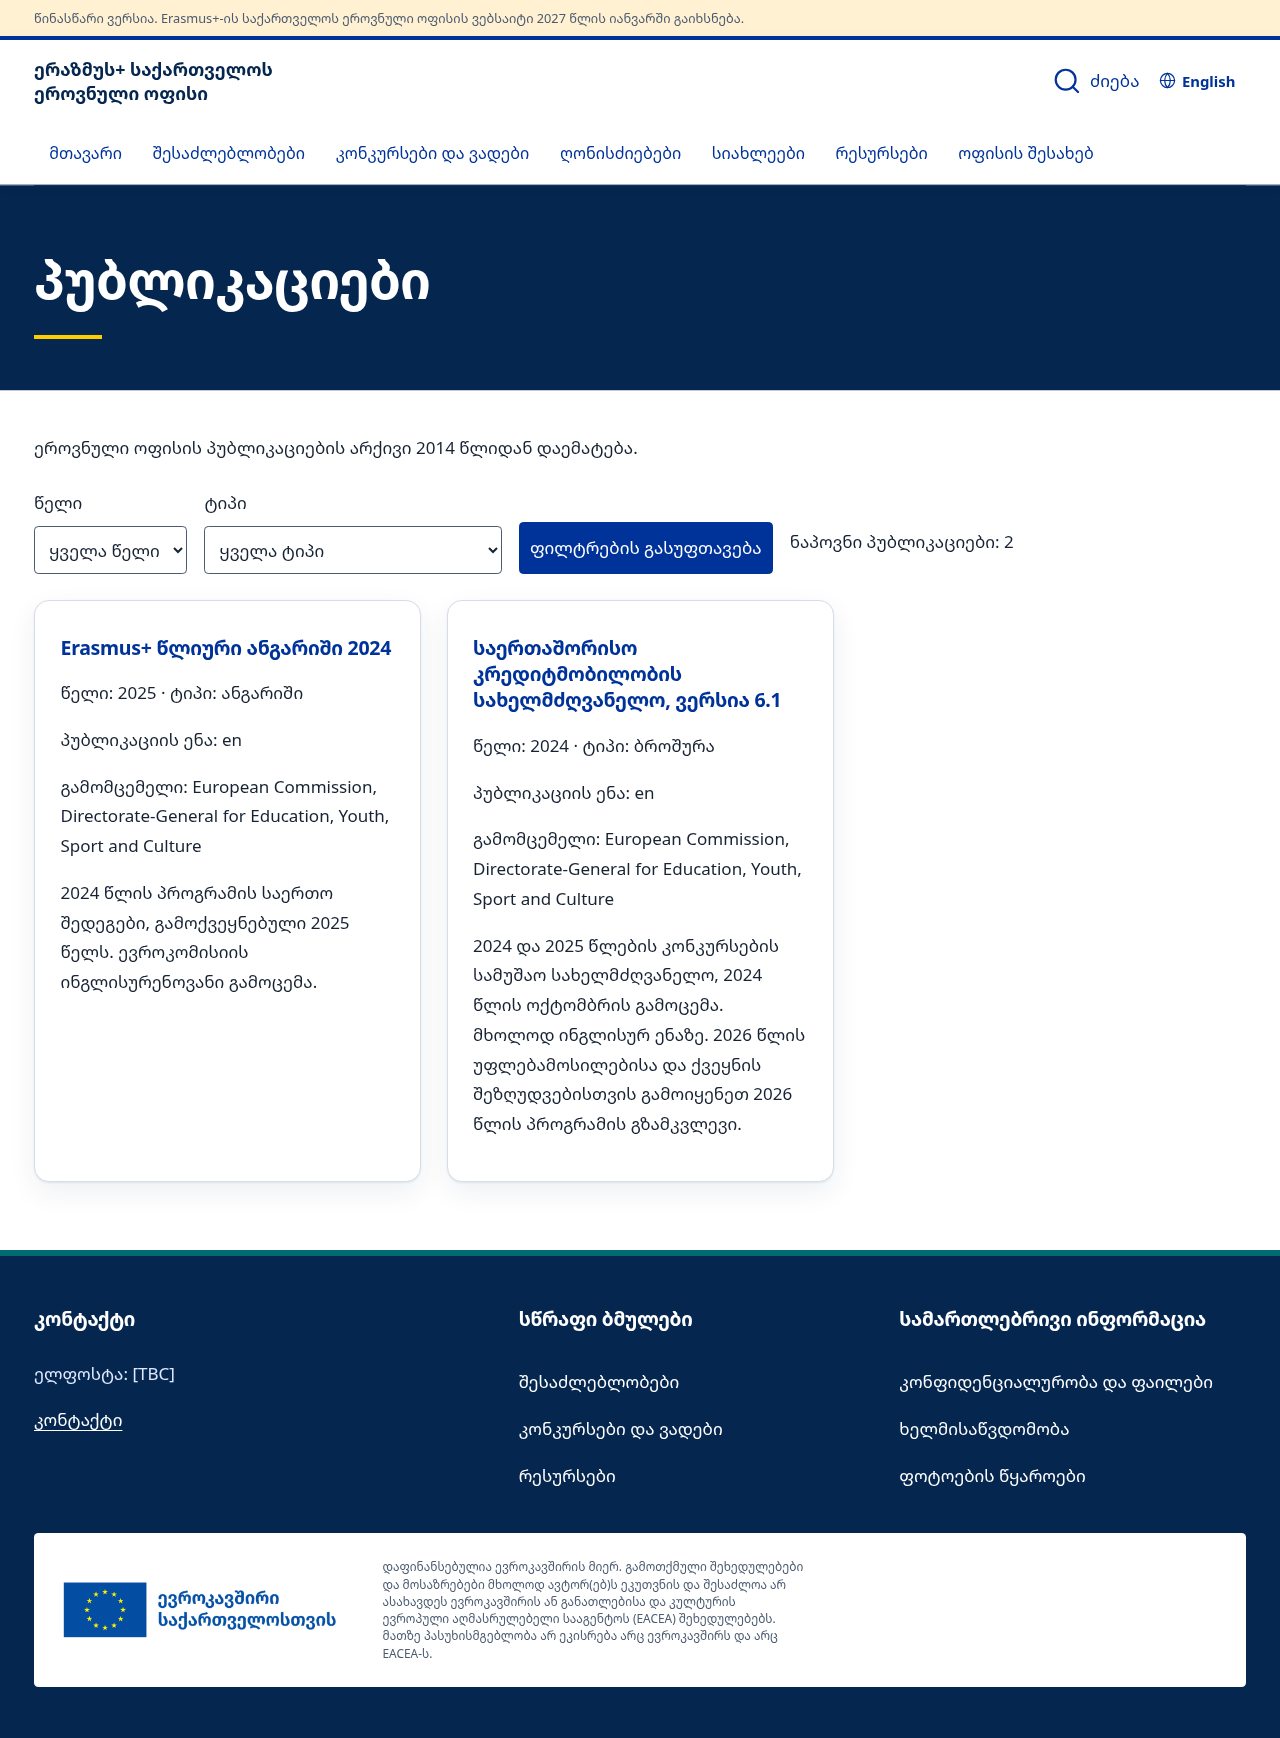 წინასწარი ვერსია. Erasmus+-ის საქართველოს ეროვნული ოფისის ვებსაიტი 2027 წლის იანვარში გაიხსნება.
ერაზმუს+ საქართველოს
ეროვნული ოფისი
ძიება
English
მთავარი
შესაძლებლობები
კონკურსები და ვადები
ღონისძიებები
სიახლეები
რესურსები
ოფისის შესახებ
პუბლიკაციები
ეროვნული ოფისის პუბლიკაციების არქივი 2014 წლიდან დაემატება.
წელი
ტიპი
ყველა წელი
ყველა ტიპი
ფილტრების გასუფთავება
ნაპოვნი პუბლიკაციები: 2
Erasmus+ წლიური ანგარიში 2024
წელი: 2025 · ტიპი: ანგარიში
პუბლიკაციის ენა: en
გამომცემელი: European Commission,
Directorate-General for Education, Youth,
Sport and Culture
2024 წლის პროგრამის საერთო
შედეგები, გამოქვეყნებული 2025
წელს. ევროკომისიის
ინგლისურენოვანი გამოცემა.
საერთაშორისო
კრედიტმობილობის
სახელმძღვანელო, ვერსია 6.1
წელი: 2024 · ტიპი: ბროშურა
პუბლიკაციის ენა: en
გამომცემელი: European Commission,
Directorate-General for Education, Youth,
Sport and Culture
2024 და 2025 წლების კონკურსების
სამუშაო სახელმძღვანელო, 2024
წლის ოქტომბრის გამოცემა.
მხოლოდ ინგლისურ ენაზე. 2026 წლის
უფლებამოსილებისა და ქვეყნის
შეზღუდვებისთვის გამოიყენეთ 2026
წლის პროგრამის გზამკვლევი.
კონტაქტი
ელფოსტა: [TBC]
კონტაქტი
სწრაფი ბმულები
შესაძლებლობები
კონკურსები და ვადები
რესურსები
სამართლებრივი ინფორმაცია
კონფიდენციალურობა და ფაილები
ხელმისაწვდომობა
ფოტოების წყაროები
ევროკავშირი
საქართველოსთვის
დაფინანსებულია ევროკავშირის მიერ. გამოთქმული შეხედულებები
და მოსაზრებები მხოლოდ ავტორ(ებ)ს ეკუთვნის და შესაძლოა არ
ასახავდეს ევროკავშირის ან განათლებისა და კულტურის
ევროპული აღმასრულებელი სააგენტოს (EACEA) შეხედულებებს.
მათზე პასუხისმგებლობა არ ეკისრება არც ევროკავშირს და არც
EACEA-ს.